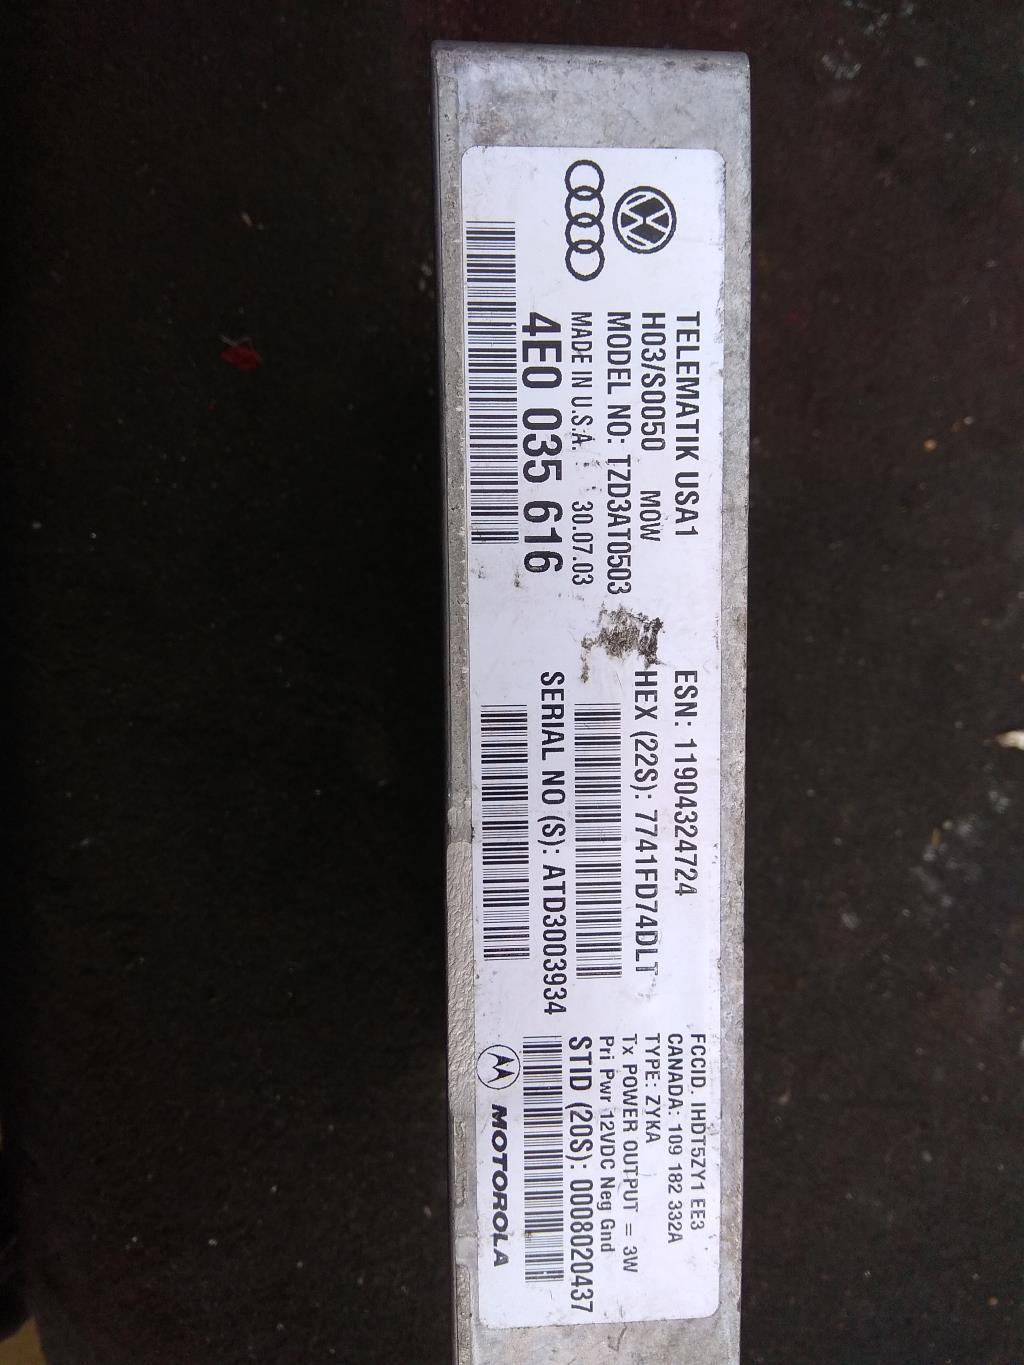 TELEMATIK USA1
H03/S0050 MOW
MODEL NO: TZD3AT0503
MADE IN U.S.A. 30.07.03
4E0 035 616
ESN: 11904324724
HEX (22S): 7741FD74DLT
SERIAL NO (S): ATD3003934
FCCID. IHDT5ZY1 EE3
CANADA: 109 182 332A
TYPE: ZYKA
Tx POWER OUTPUT = 3W
Pri Pwr 12VDC Neg Gnd
STID (20S): 0008020437
MOTOROLA